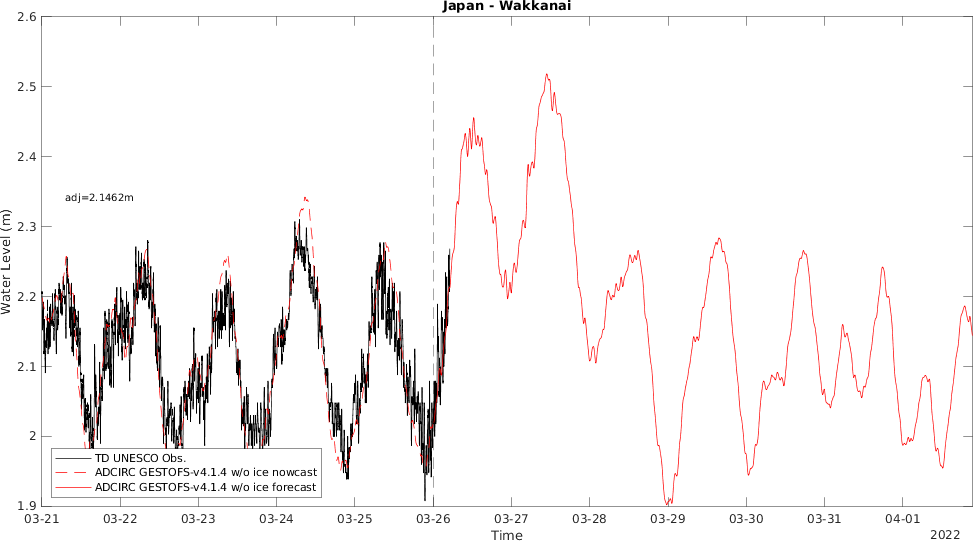 Japan - Wakkanai
2.6
2.5
2.4
2.3
2.2
2.1
2
1.9
Water Level (m)
adj=2.1462m
TD UNESCO Obs.
ADCIRC GESTOFS-v4.1.4 w/o ice nowcast
ADCIRC GESTOFS-v4.1.4 w/o ice forecast
03-21 03-22 03-23 03-24 03-25 03-26 03-27 03-28 03-29 03-30 03-31 04-01
Time
2022